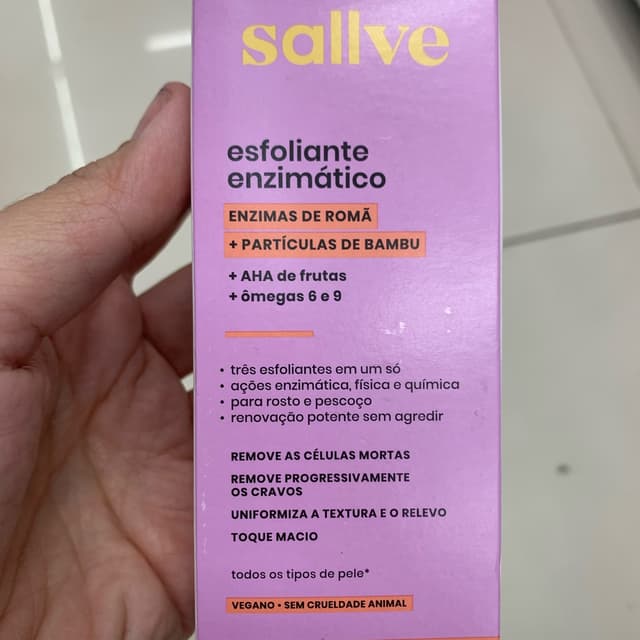 sallve
esfoliante
enzimático
ENZIMAS DE ROMÃ
+ PARTÍCULAS DE BAMBU
+ AHA de frutas
+ ômegas 6 e 9
• três esfoliantes em um só
• ações enzimática, física e química
• para rosto e pescoço
• renovação potente sem agredir
REMOVE AS CÉLULAS MORTAS
REMOVE PROGRESSIVAMENTE
OS CRAVOS
UNIFORMIZA A TEXTURA E O RELEVO
TOQUE MACIO
todos os tipos de pele*
VEGANO • SEM CRUELDADE ANIMAL